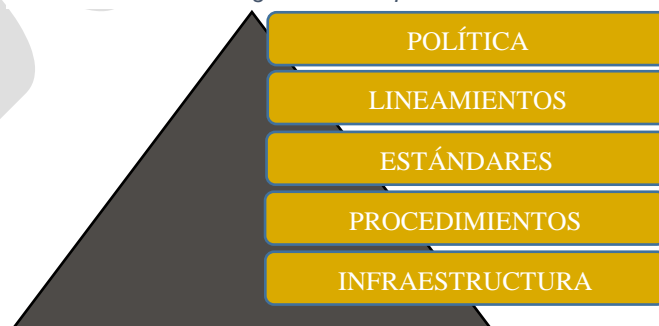 POLÍTICA
LINEAMIENTOS
ESTÁNDARES
PROCEDIMIENTOS
INFRAESTRUCTURA